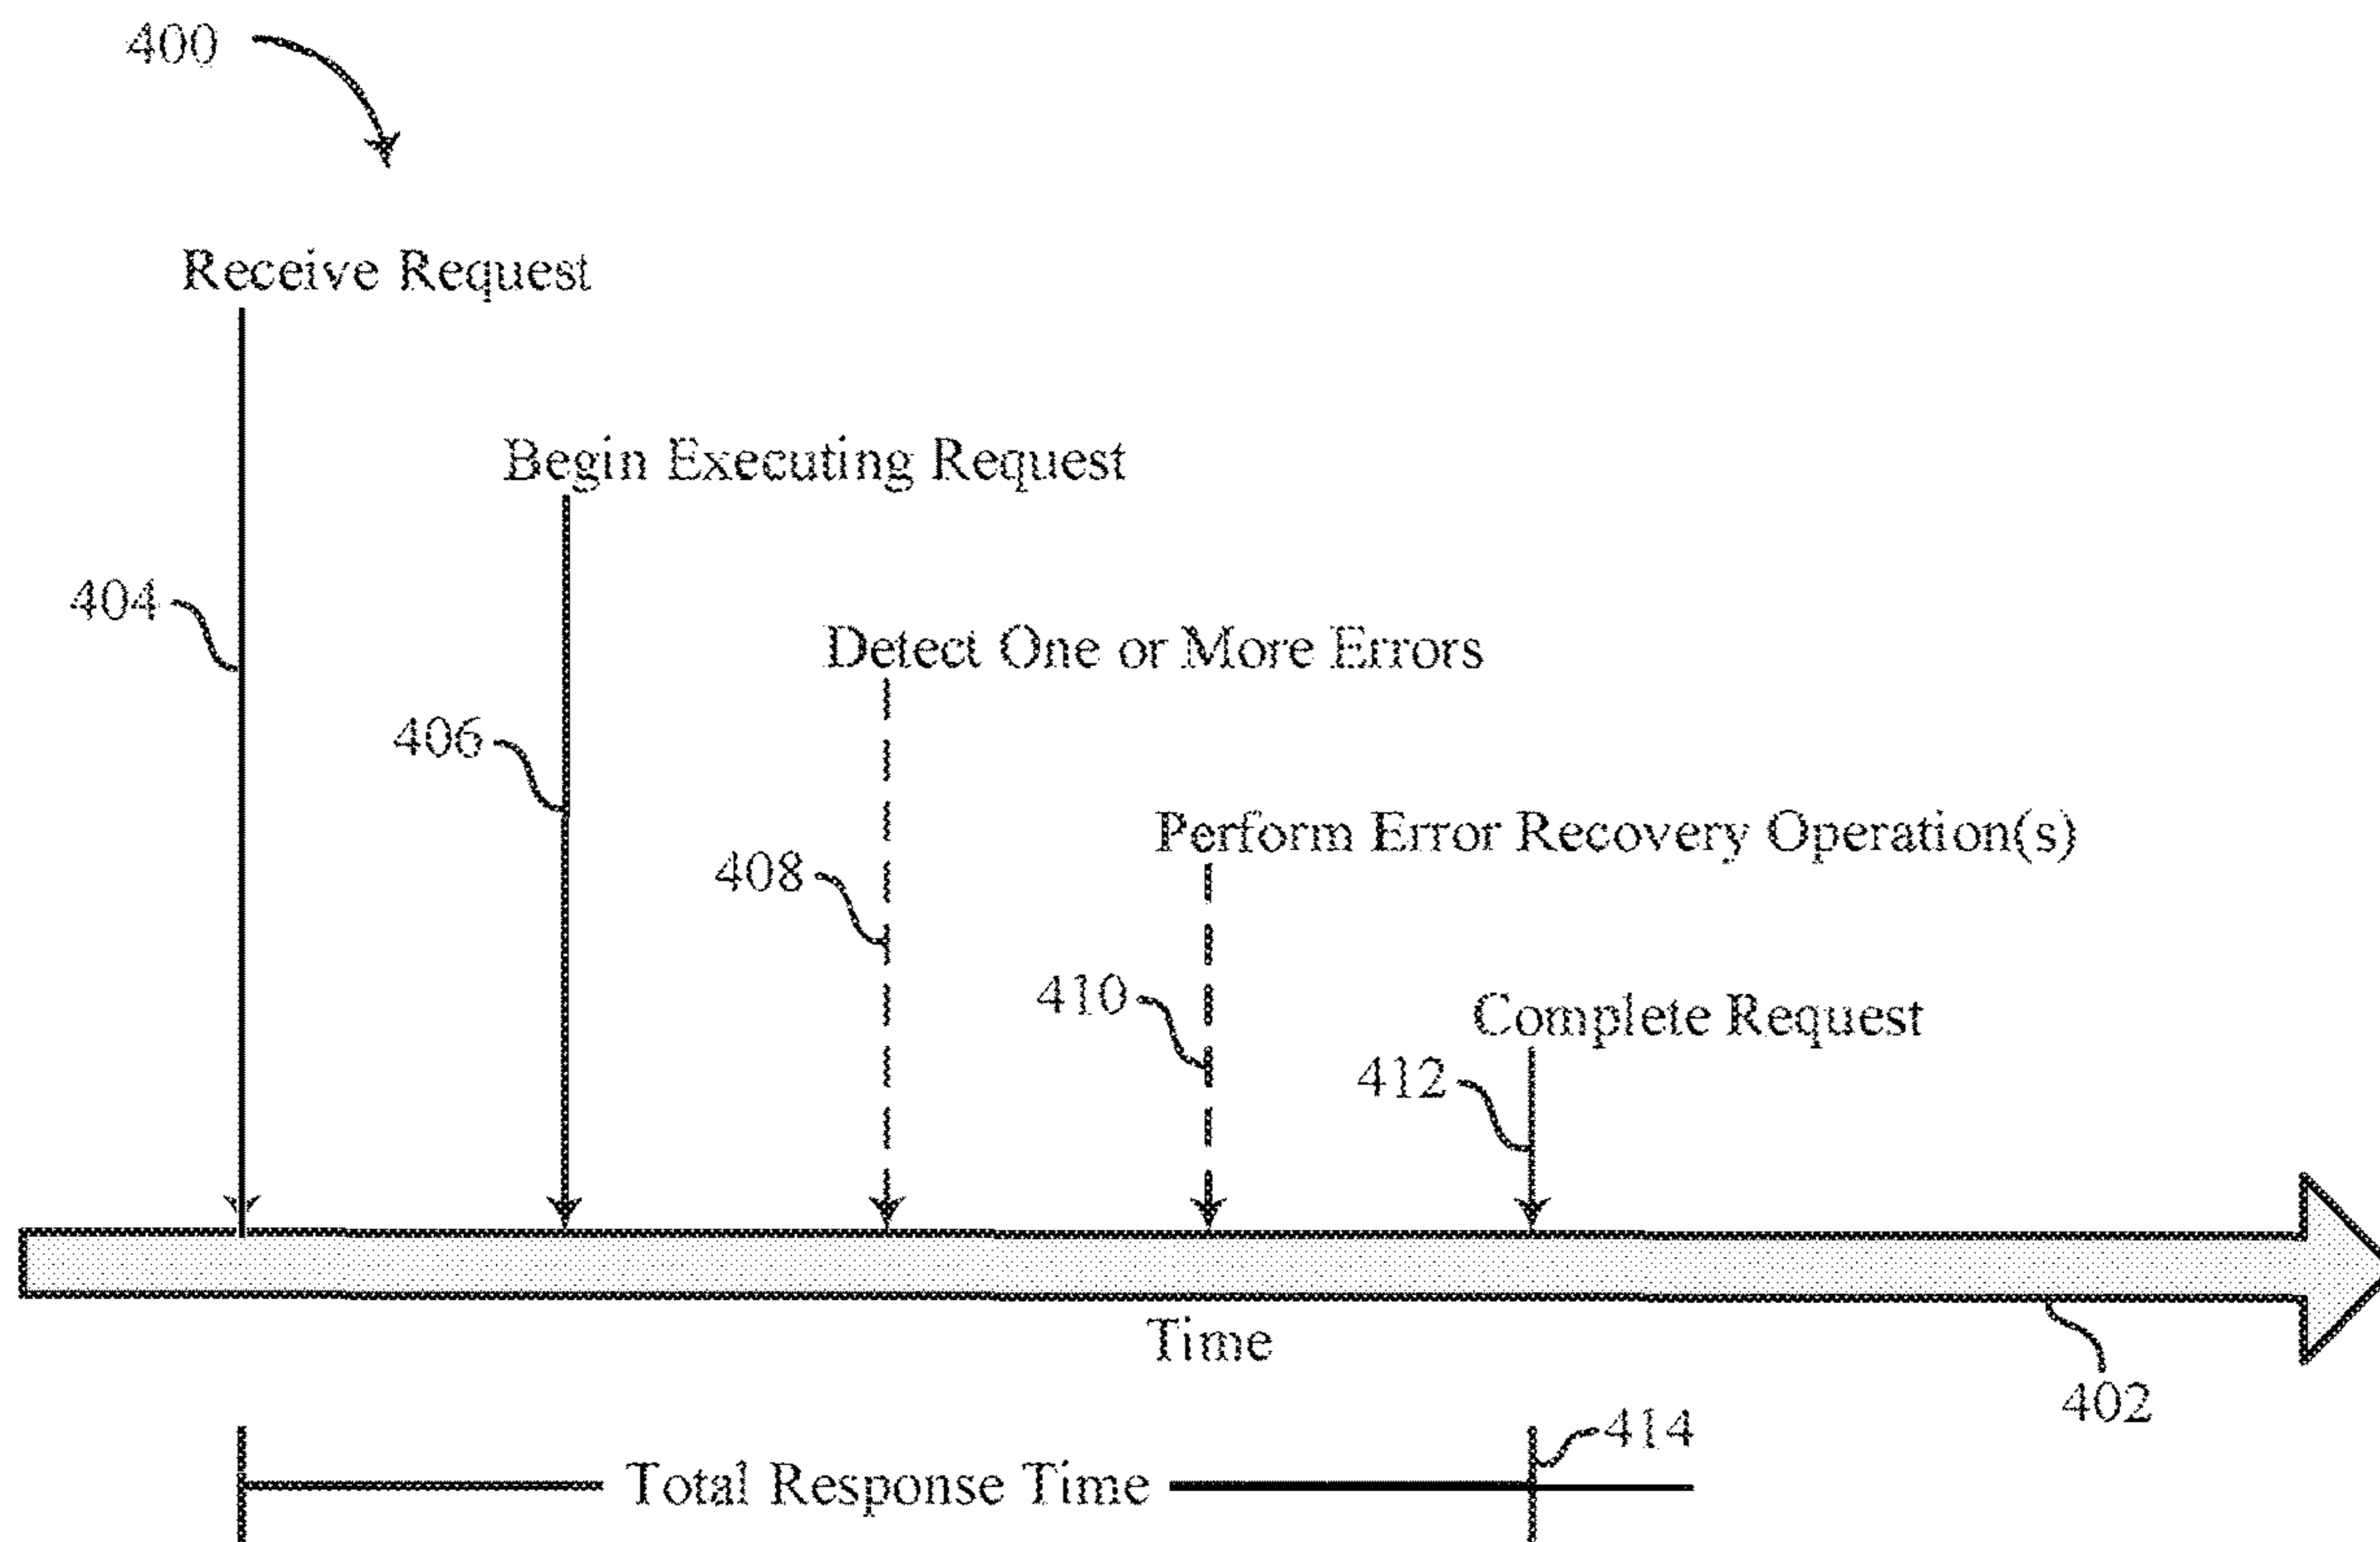 400
Receive Request
Begin Executing Request
404
Detect One or More Errors
406
Perform Error Recovery Operation(s)
408
410
Complete Request
412
Time
402
414
Total Response Time